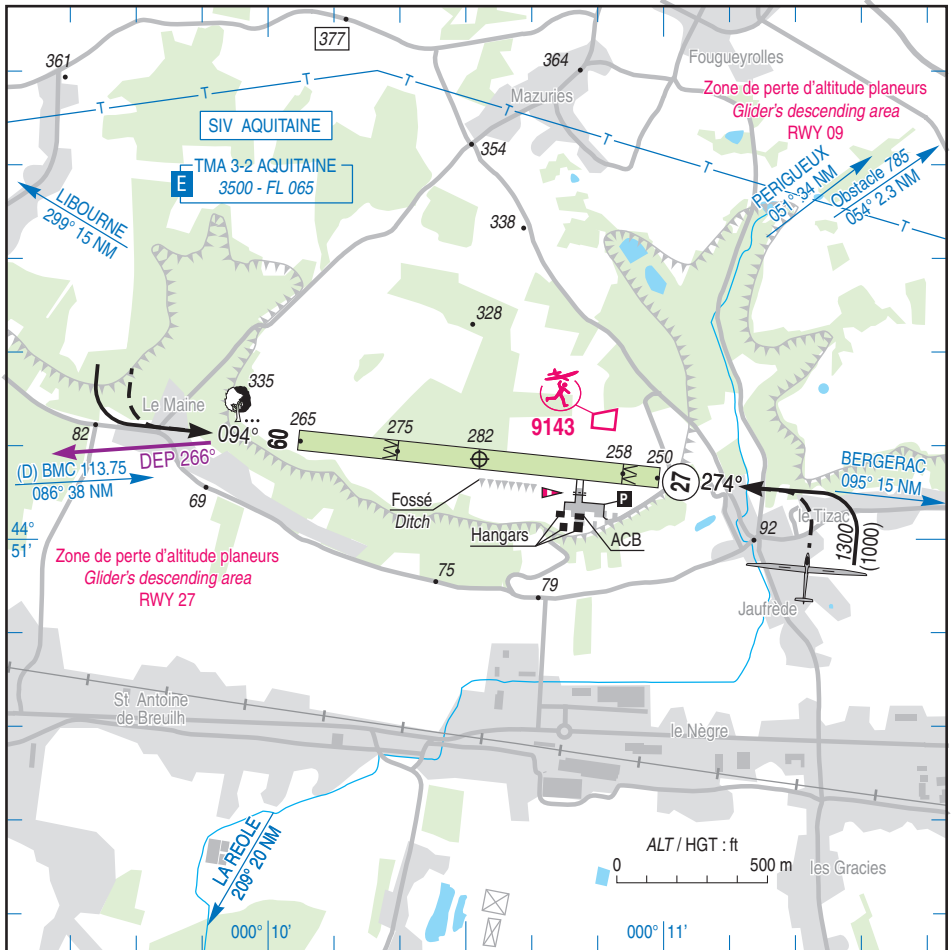 377
361
364
Fougueyrolles
Mazuries
Zone de perte d'altitude planeurs
Glider's descending area
RWY 09
T
T
T
T
T
T
T
T
SIV AQUITAINE
354
TMA 3-2 AQUITAINE
E
3500 - FL 065
PERIGUEUX
051° 34 NM
Obstacle 785
054° 2.3 NM
LIBOURNE
299° 15 NM
338
328
335
Le Maine
9143
265
275
282
258
250
82
094°
09
27
274°
DEP 266°
(D) BMC 113.75
086° 38 NM
BERGERAC
095° 15 NM
69
Fossé
Ditch
P
Hangars
ACB
le Tizac
1300
(1000)
92
44°
51'
Zone de perte d'altitude planeurs
Glider's descending area
RWY 27
75
79
Jaufrède
St Antoine
de Breuilh
le Nègre
LA REOLE
209° 20 NM
ALT / HGT : ft
0
500 m
les Gracies
000° 10'
000° 11'